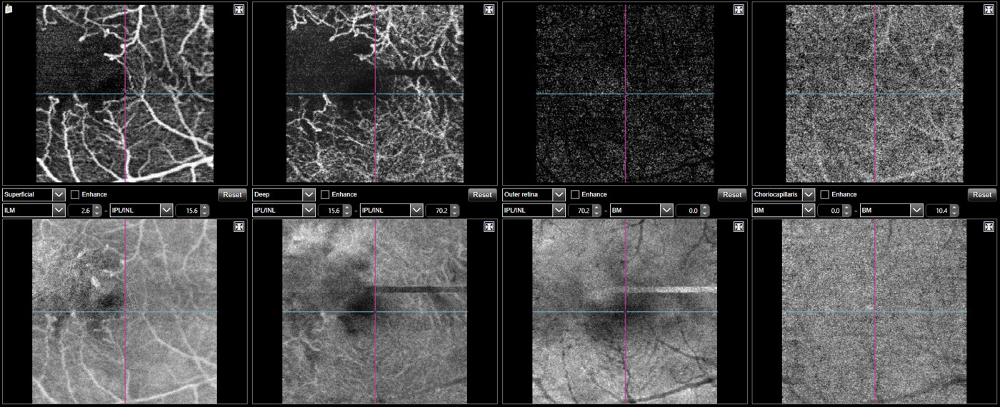 Superficial Enhance Reset Deep Enhance Reset Outer retina Enhance Reset Choriocapillaris Enhance Reset
ILM 2.6 - IPL/INL 15.6 IPL/INL 15.6 - IPL/INL 70.2 IPL/INL 70.2 - BM 0.0 BM 0.0 - BM 10.4